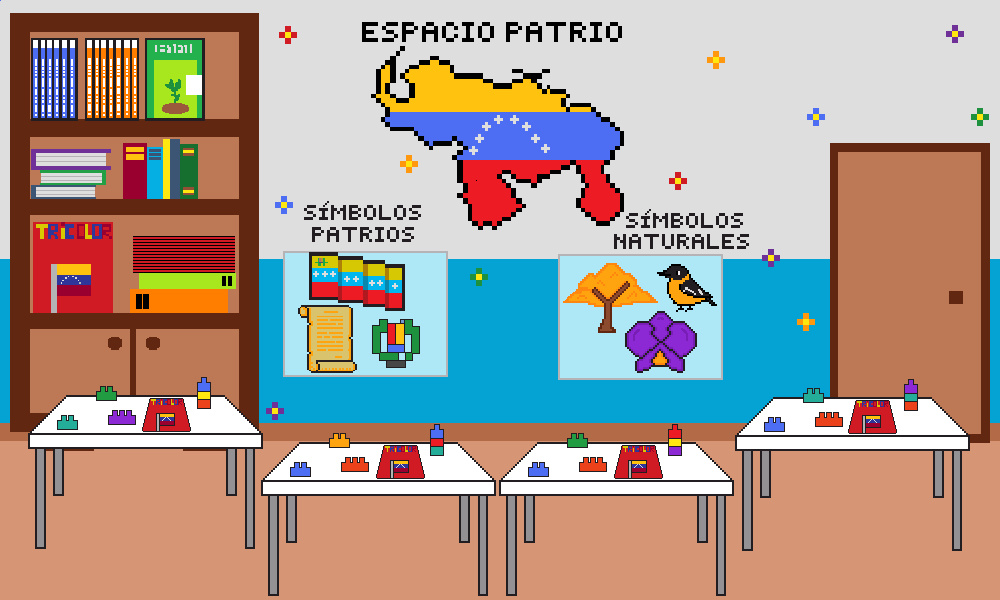 ESPACIO PATRIO
SÍMBOLOS
PATRIOS
SÍMBOLOS
NATURALES
TRICOLOR